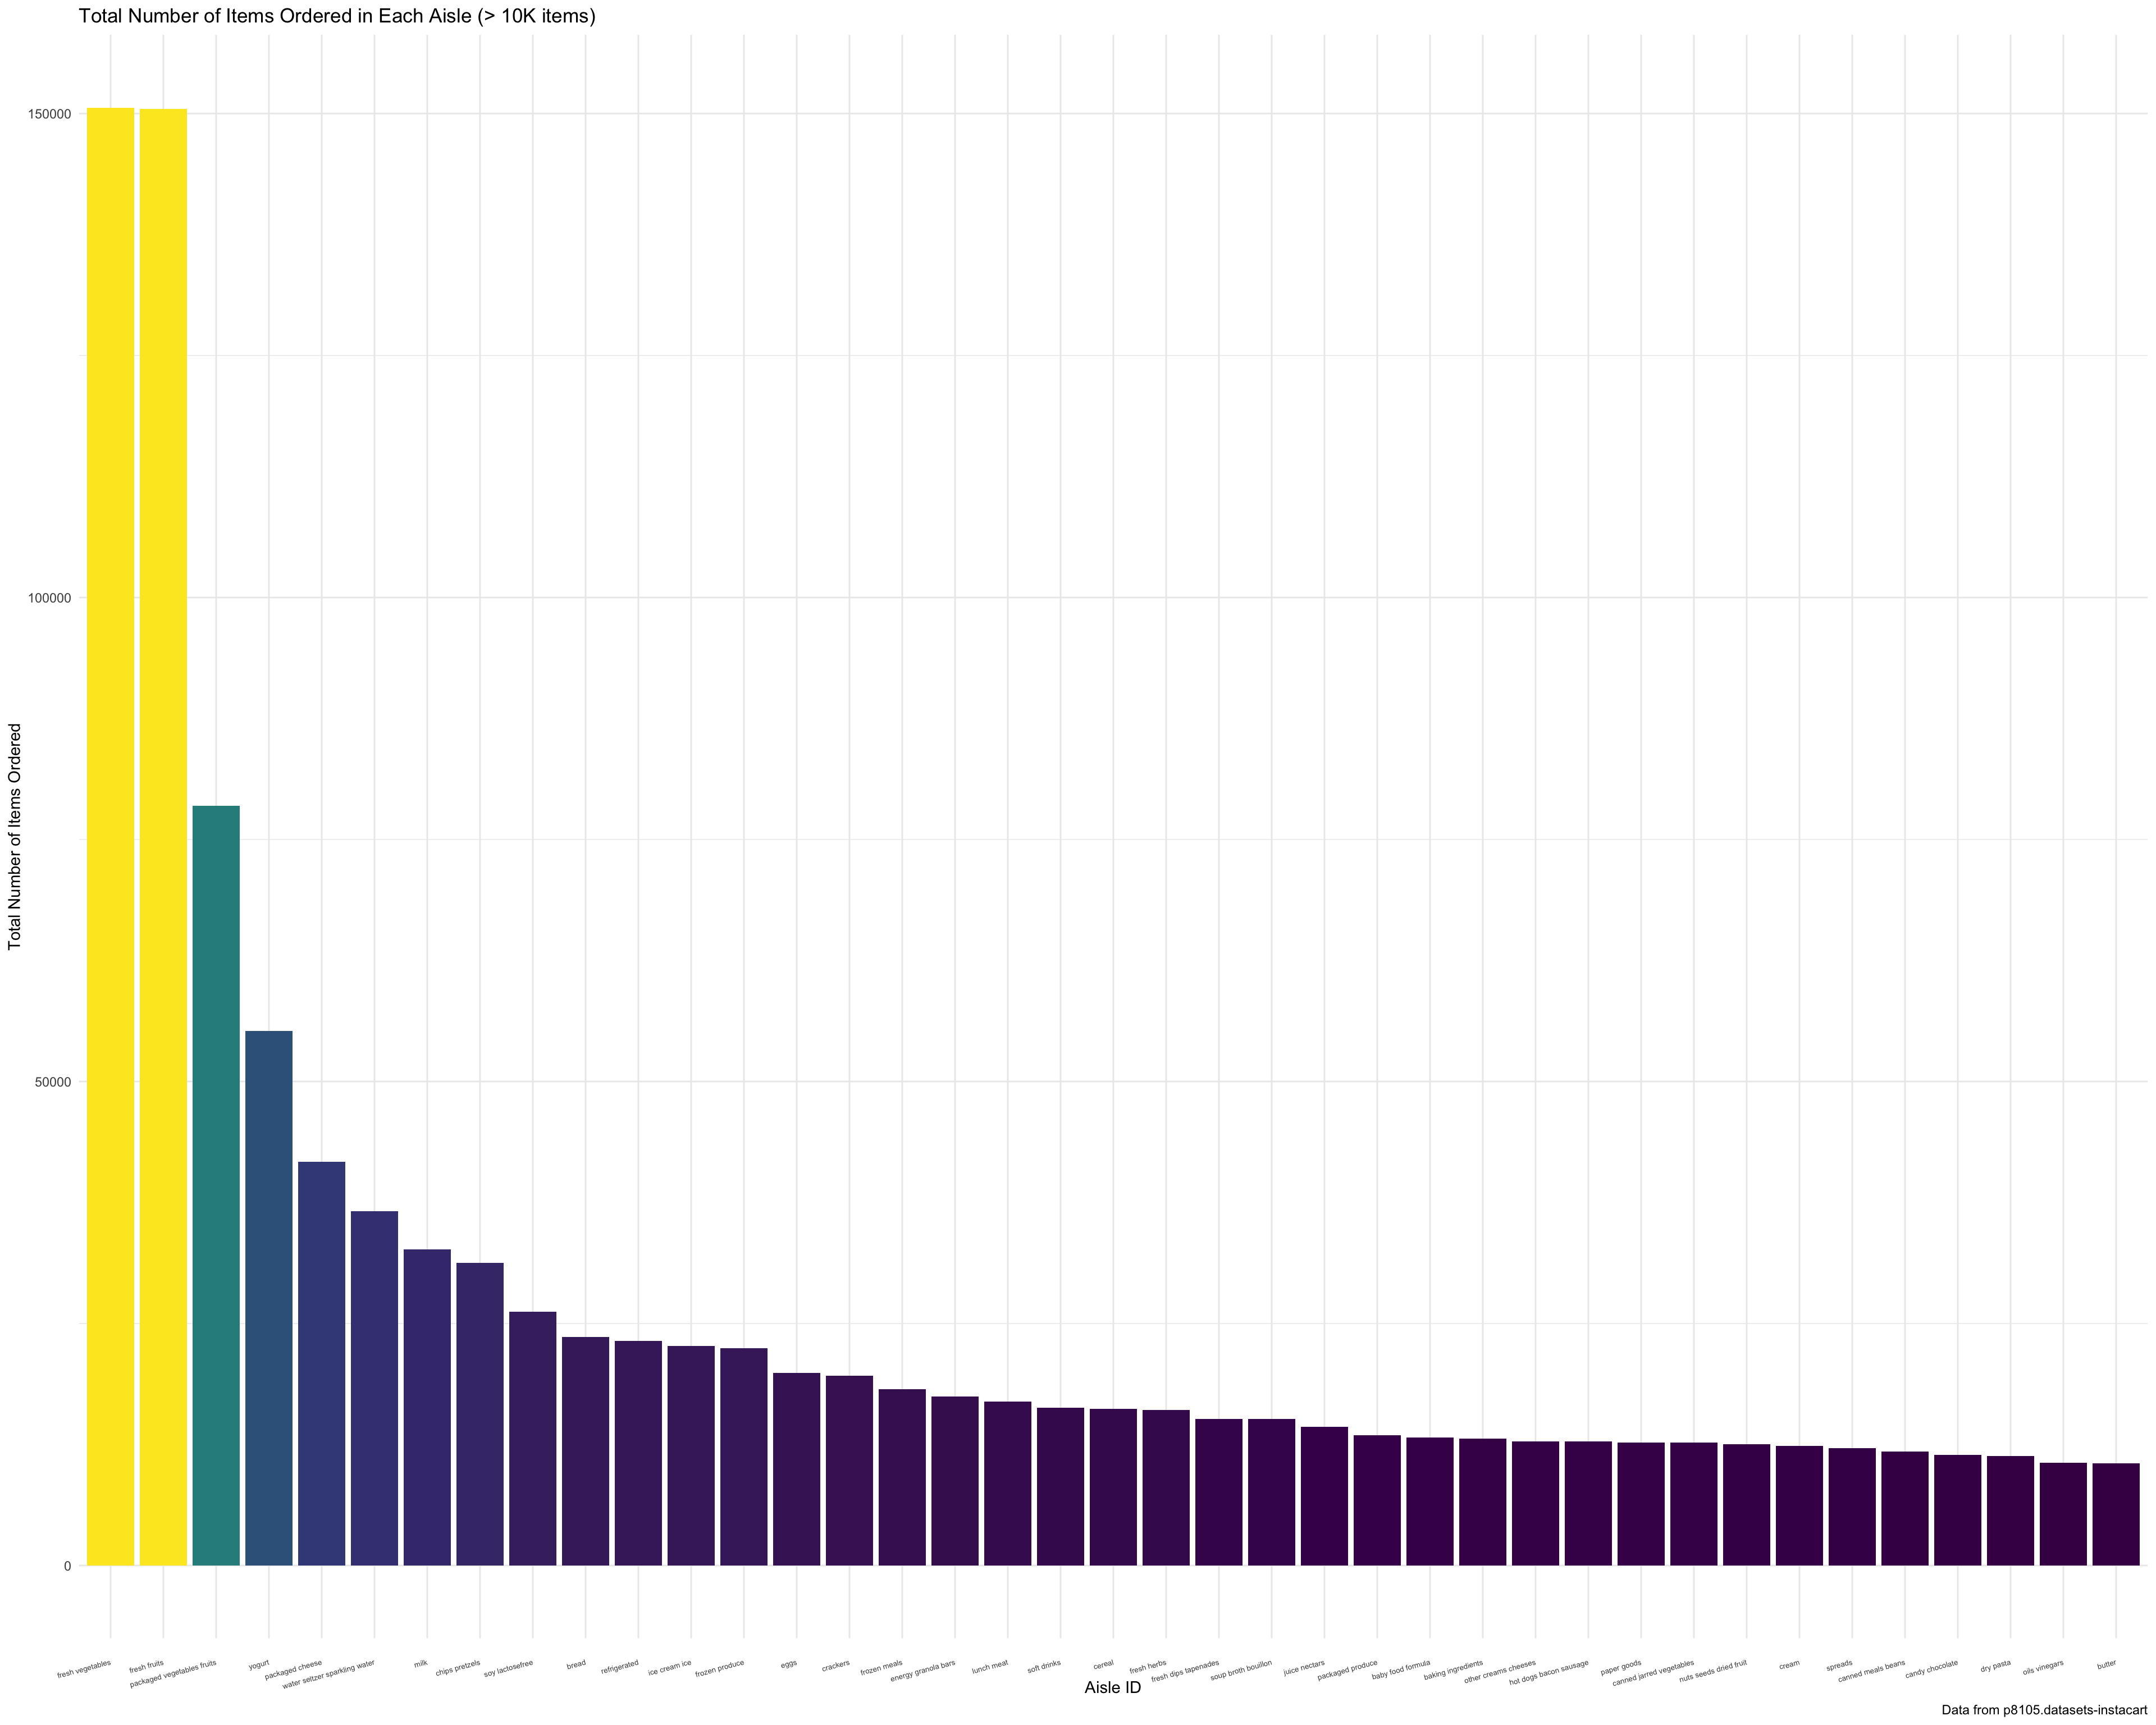 Total Number of Items Ordered in Each Aisle (> 10K items)
Total Number of Items Ordered
150000
100000
50000
0
fresh vegetables
fresh fruits
packaged vegetables fruits
yogurt
packaged cheese
water seltzer sparkling water
milk
chips pretzels
soy lactosefree
bread
refrigerated
ice cream ice
frozen produce
eggs
crackers
frozen meals
energy granola bars
lunch meat
soft drinks
cereal
fresh herbs
fresh dips tapenades
soup broth bouillon
juice nectars
packaged produce
baby food formula
baking ingredients
other creams cheeses
hot dogs bacon sausage
paper goods
canned jarred vegetables
nuts seeds dried fruit
cream
spreads
canned meals beans
candy chocolate
dry pasta
oils vinegars
butter
Aisle ID
Data from p8105.datasets-instacart